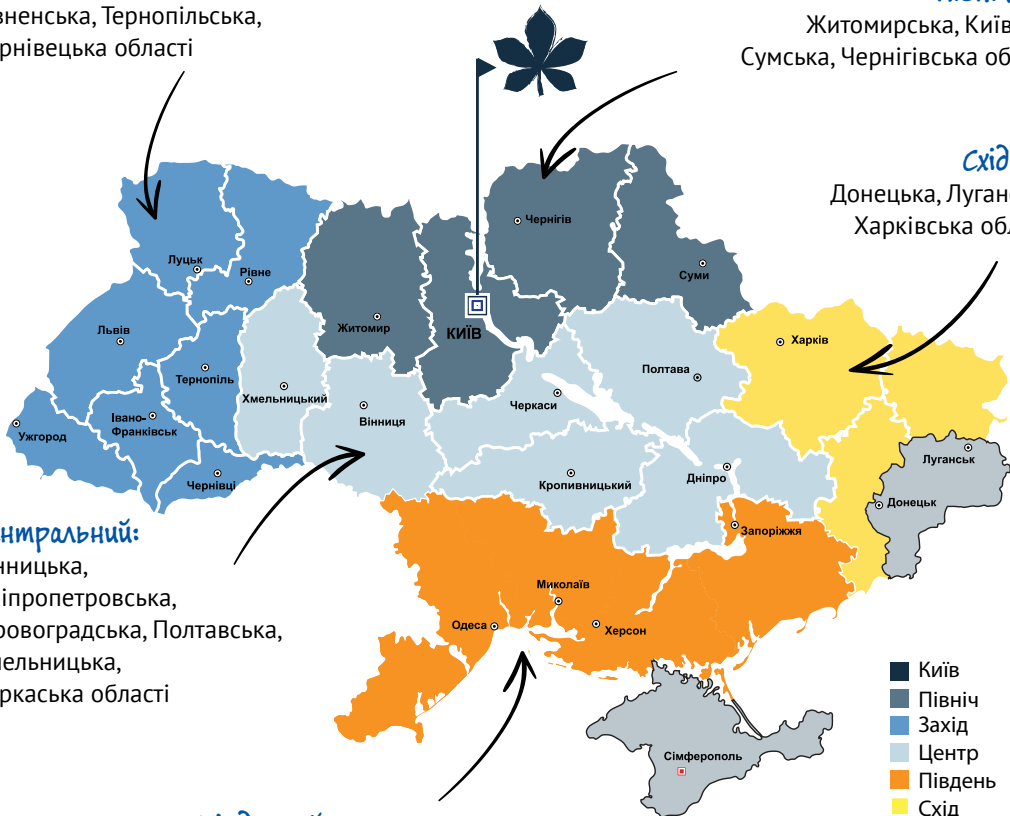 зненська, Тернопільська,
рнівецька області
Житомирська, Київ
Сумська, Чернігівська об
Схід
Донецька, Луган
Харківська обл
Чернігів
Луцьк
Рівне
Суми
Львів
Житомир
КИЇВ
Харків
Тернопіль
Хмельницький
Полтава
Черкаси
Івано-
Франківськ
Вінниця
Ужгород
Луганськ
Чернівці
Кропивницький
Дніпро
Донецьк
Запоріжжя
нтральний:
нницька,
іпропетровська,
ровоградська, Полтавська,
ельницька,
ркаська області
Миколаїв
Одеса
Херсон
Сімферополь
Київ
Північ
Захід
Центр
Південь
Схід